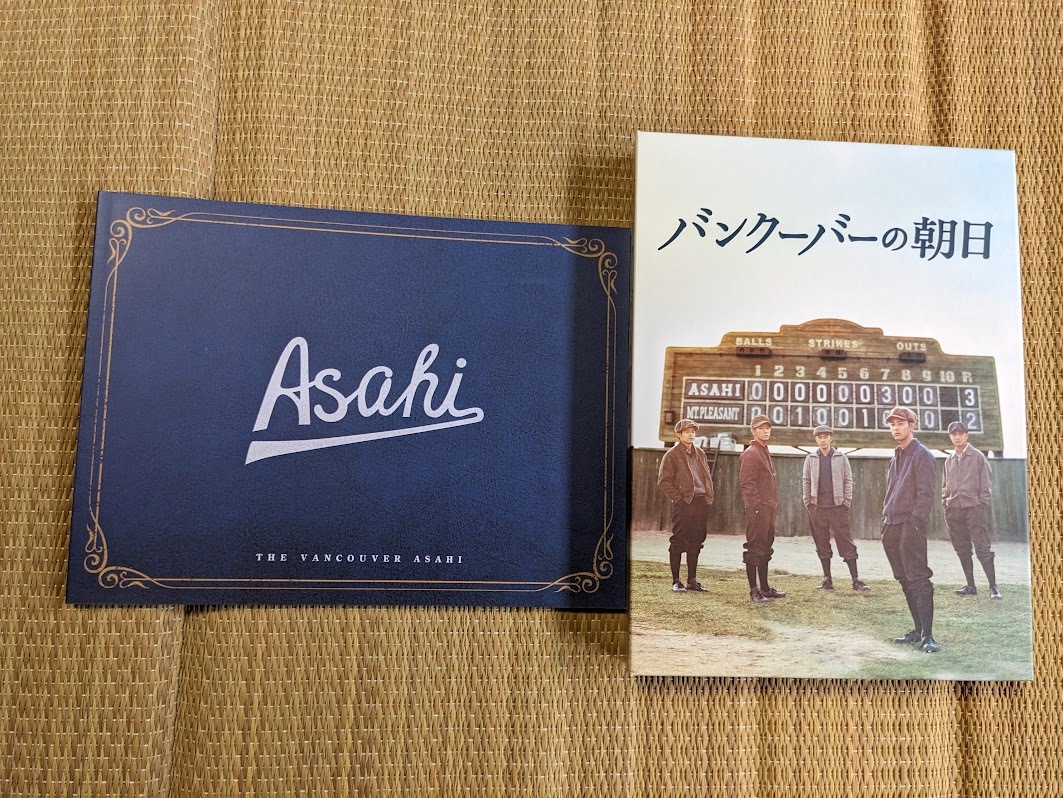 Asahi
THE VANCOUVER ASAHI
バンクーバーの朝日
BALLS STRIKES OUTS
1 2 3 4 5 6 7 8 9 10 R
ASAHI 0 0 0 0 0 0 3 0 0 3
MT.PLEASANT 0 0 1 0 0 1 0 2